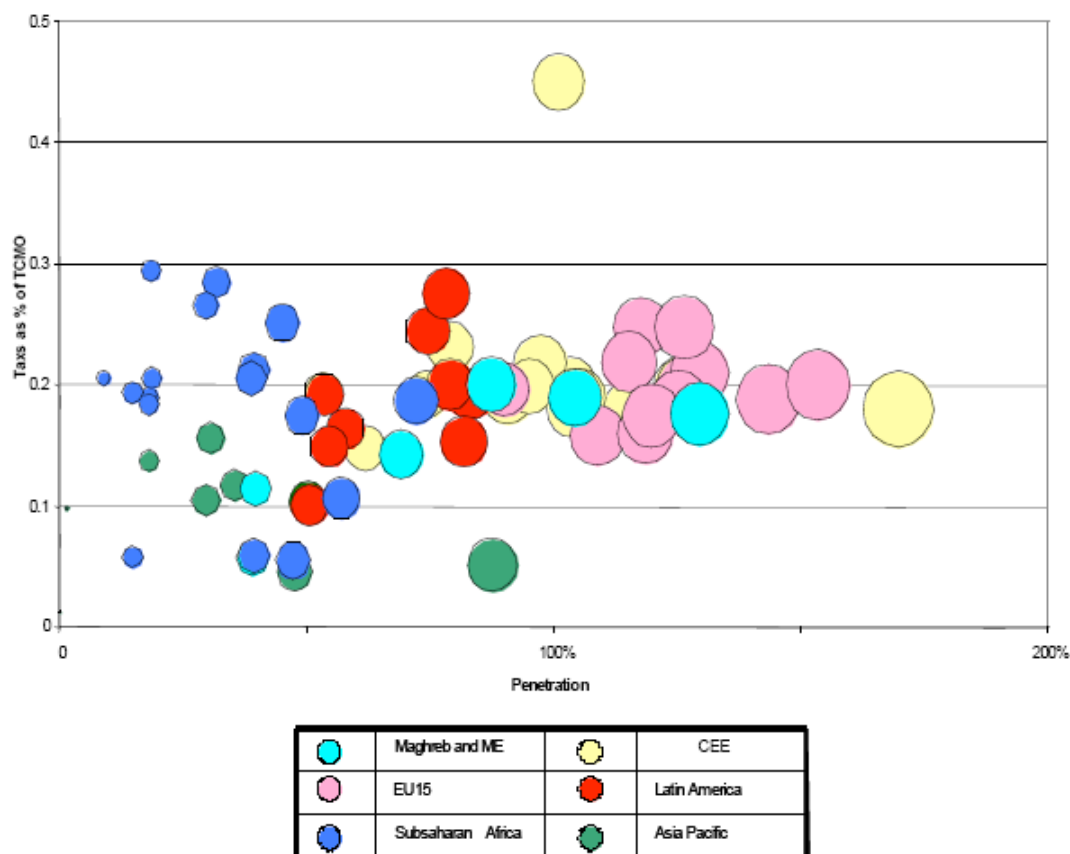 0.5
0.4
0.3
0.2
0.1
0
Taxs as % of TCMO
0 100% 200%
Penetration
Maghreb and ME CEE
EU15 Latin America
Subsaharan Africa Asia Pacific